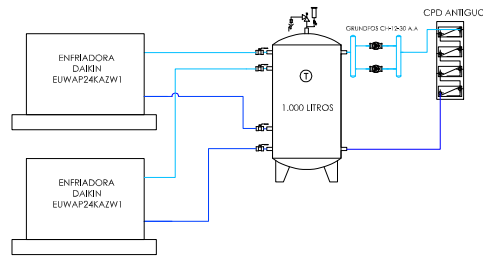 CPD ANTIGUO
GRUNDFOS CH-12-30 A.A
ENFRIADORA
DAIKIN
EUWAP24KAZW1
T
1.000 LITROS
ENFRIADORA
DAIKIN
EUWAP24KAZW1